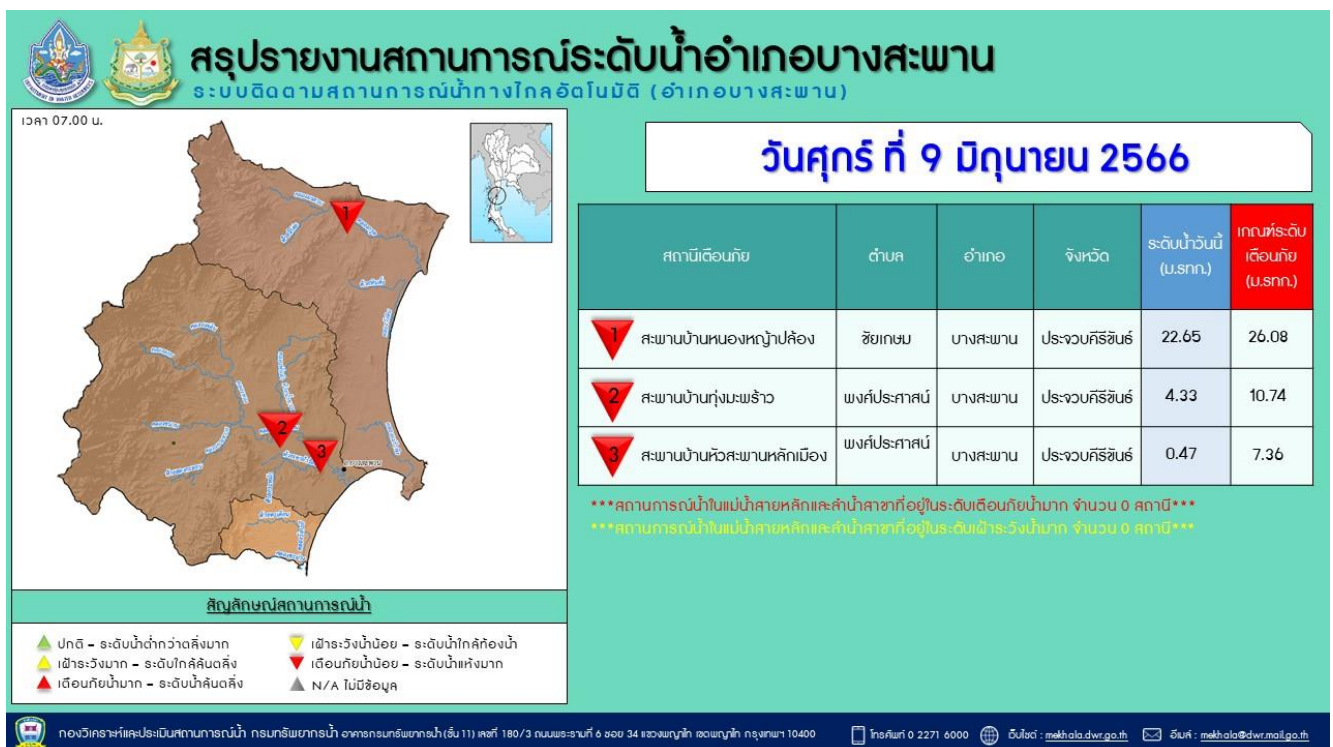 สรุปรายงานสถานการณ์ระดับน้ำอำเภอบางสะพาน
ระบบติดตามสถานการณ์น้ำทางไกลอัตโนมัติ (อำเภอบางสะพาน)
เวลา 07.00 น.
1
2
3
วันศุกร์ ที่ 9 มิถุนายน 2566
สถานีเตือนภัย ตำบล อำเภอ จังหวัด ระดับน้ำวันนี้ (ม.รทก.) เกณฑ์ระดับเตือนภัย (ม.รทก.)
1 สะพานบ้านหนองหญ้าปล้อง ชัยเกษม บางสะพาน ประจวบคีรีขันธ์ 22.65 26.08
2 สะพานบ้านทุ่งมะพร้าว พงศ์ประศาสน์ บางสะพาน ประจวบคีรีขันธ์ 4.33 10.74
3 สะพานบ้านหัวสะพานหลักเมือง พงศ์ประศาสน์ บางสะพาน ประจวบคีรีขันธ์ 0.47 7.36
***สถานการณ์น้ำในแม่น้ำสายหลักและลำน้ำสาขาที่อยู่ในระดับเตือนภัยน้ำมาก จำนวน 0 สถานี***
***สถานการณ์น้ำในแม่น้ำสายหลักและลำน้ำสาขาที่อยู่ในระดับเฝ้าระวังน้ำมาก จำนวน 0 สถานี***
สัญลักษณ์สถานการณ์น้ำ
ปกติ – ระดับน้ำต่ำกว่าตลิ่งมาก
เฝ้าระวังมาก – ระดับใกล้ล้นตลิ่ง
เตือนภัยน้ำมาก – ระดับน้ำล้นตลิ่ง
เฝ้าระวังน้ำน้อย – ระดับน้ำใกล้ท้องน้ำ
เตือนภัยน้ำน้อย – ระดับน้ำแห้งมาก
N/A ไม่มีข้อมูล
กองวิเคราะห์และประเมินสถานการณ์น้ำ กรมทรัพยากรน้ำ อาคารกรมทรัพยากรน้ำ (ชั้น 11) เลขที่ 180/3 ถนนพระรามที่ 6 ซอย 34 แขวงพญาไท เขตพญาไท กรุงเทพฯ 10400
โทรศัพท์ 0 2271 6000
เว็บไซต์ : mekhala.dwr.go.th
อีเมล์ : mekhala@dwr.mail.go.th